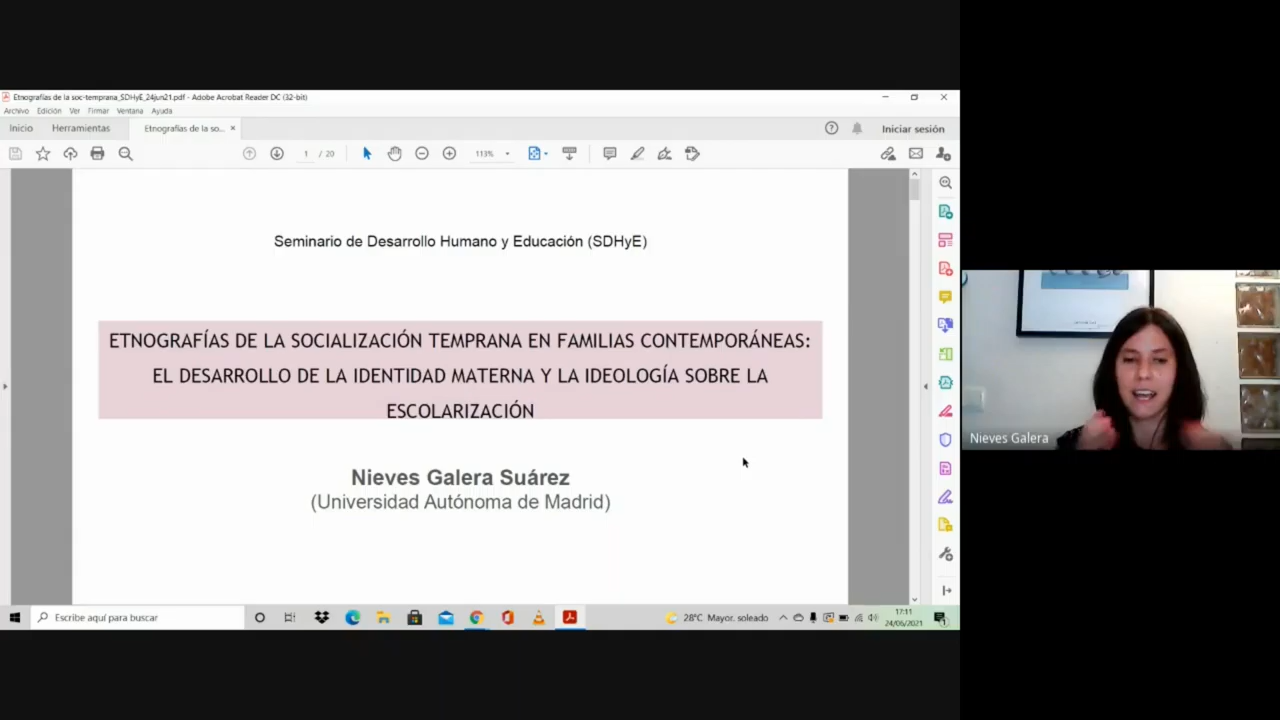 Etnografías de la soc-temprana_SDHyE_24jun21.pdf - Adobe Acrobat Reader DC (32-bit)
Archivo Edición Ver Firmar Ventana Ayuda
Inicio Herramientas Etnografías de la so... × Iniciar sesión
1 / 20 113%
Seminario de Desarrollo Humano y Educación (SDHyE)
ETNOGRAFÍAS DE LA SOCIALIZACIÓN TEMPRANA EN FAMILIAS CONTEMPORÁNEAS:
EL DESARROLLO DE LA IDENTIDAD MATERNA Y LA IDEOLOGÍA SOBRE LA
ESCOLARIZACIÓN
Nieves Galera Suárez
(Universidad Autónoma de Madrid)
Nieves Galera
Escribe aquí para buscar
28°C Mayor. soleado
17:11
24/06/2021